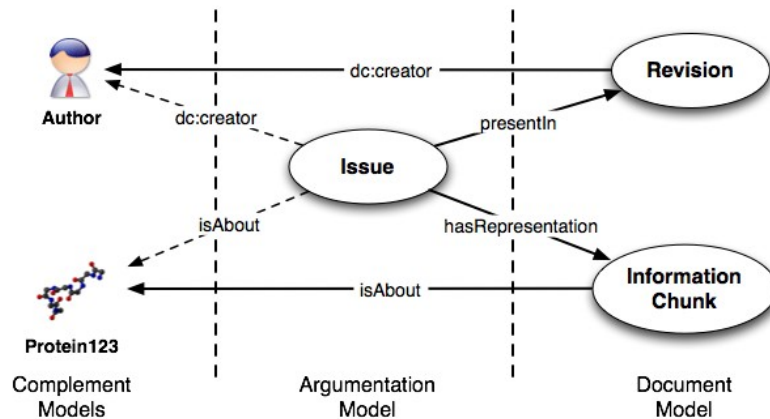 dc:creator
Revision
Author
dc:creator
presentIn
Issue
isAbout
hasRepresentation
Information
Chunk
isAbout
Protein123
Complement
Models
Argumentation
Model
Document
Model